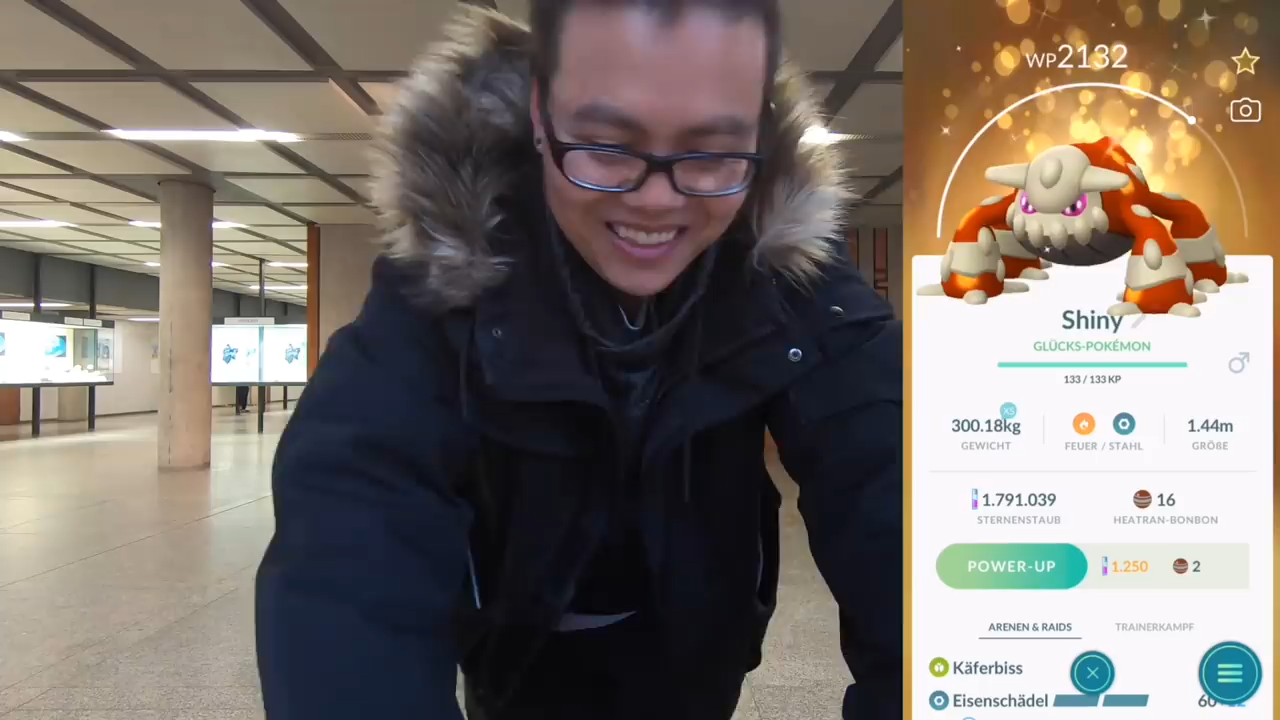 WP2132
Shiny
GLÜCKS-POKÉMON
133 / 133 KP
XS
300.18kg
GEWICHT
FEUER / STAHL
1.44m
GRÖßE
1.791.039
STERNENSTAUB
16
HEATRAN-BONBON
POWER-UP
1.250
2
ARENEN & RAIDS
TRAINERKAMPF
Käferbiss
Eisenschädel